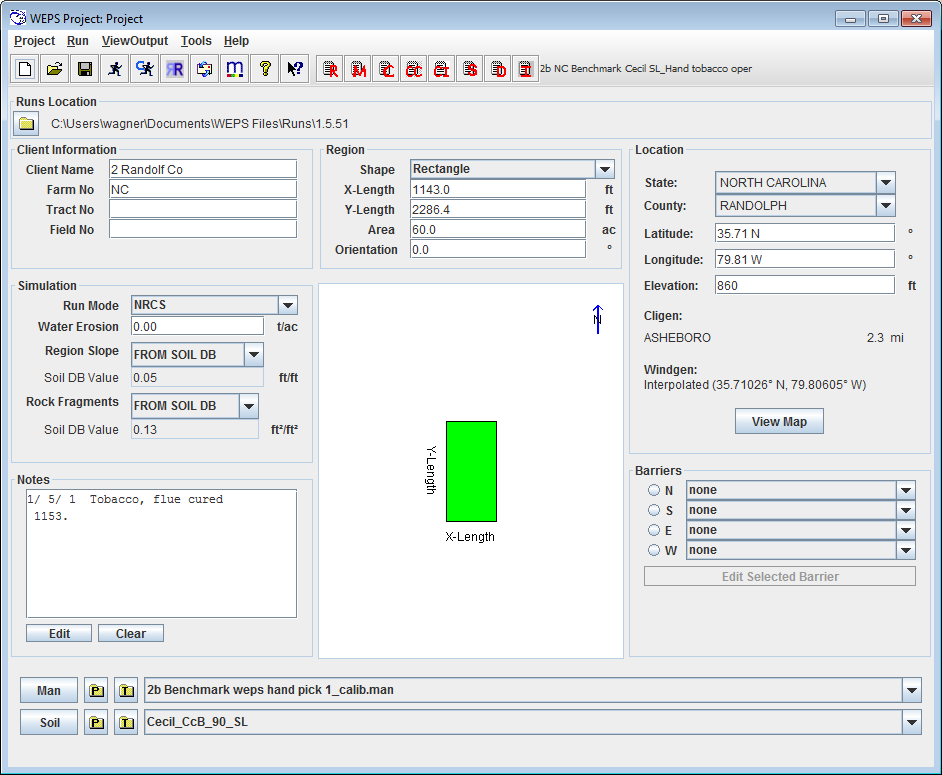 WEPS Project: Project
Project Run ViewOutput Tools Help
R m ? ? R M C CC CI S D I 2b NC Benchmark Cecil SL_Hand tobacco oper
Runs Location
C:\Users\wagner\Documents\WEPS Files\Runs\1.5.51
Client Information
Client Name 2 Randolf Co
Farm No NC
Tract No
Field No
Region
Shape Rectangle
X-Length 1143.0 ft
Y-Length 2286.4 ft
Area 60.0 ac
Orientation 0.0 °
Location
State: NORTH CAROLINA
County: RANDOLPH
Latitude: 35.71 N °
Longitude: 79.81 W °
Elevation: 860 ft
Cligen:
ASHEBORO 2.3 mi
Windgen:
Interpolated (35.71026° N, 79.80605° W)
View Map
Simulation
Run Mode NRCS
Water Erosion 0.00 t/ac
Region Slope FROM SOIL DB
Soil DB Value 0.05 ft/ft
Rock Fragments FROM SOIL DB
Soil DB Value 0.13 ft³/ft³
N
Y-Length
X-Length
Notes
1/ 5/ 1 Tobacco, flue cured
1153.
Edit Clear
Barriers
N none
S none
E none
W none
Edit Selected Barrier
Man P T 2b Benchmark weps hand pick 1_calib.man
Soil P T Cecil_CcB_90_SL